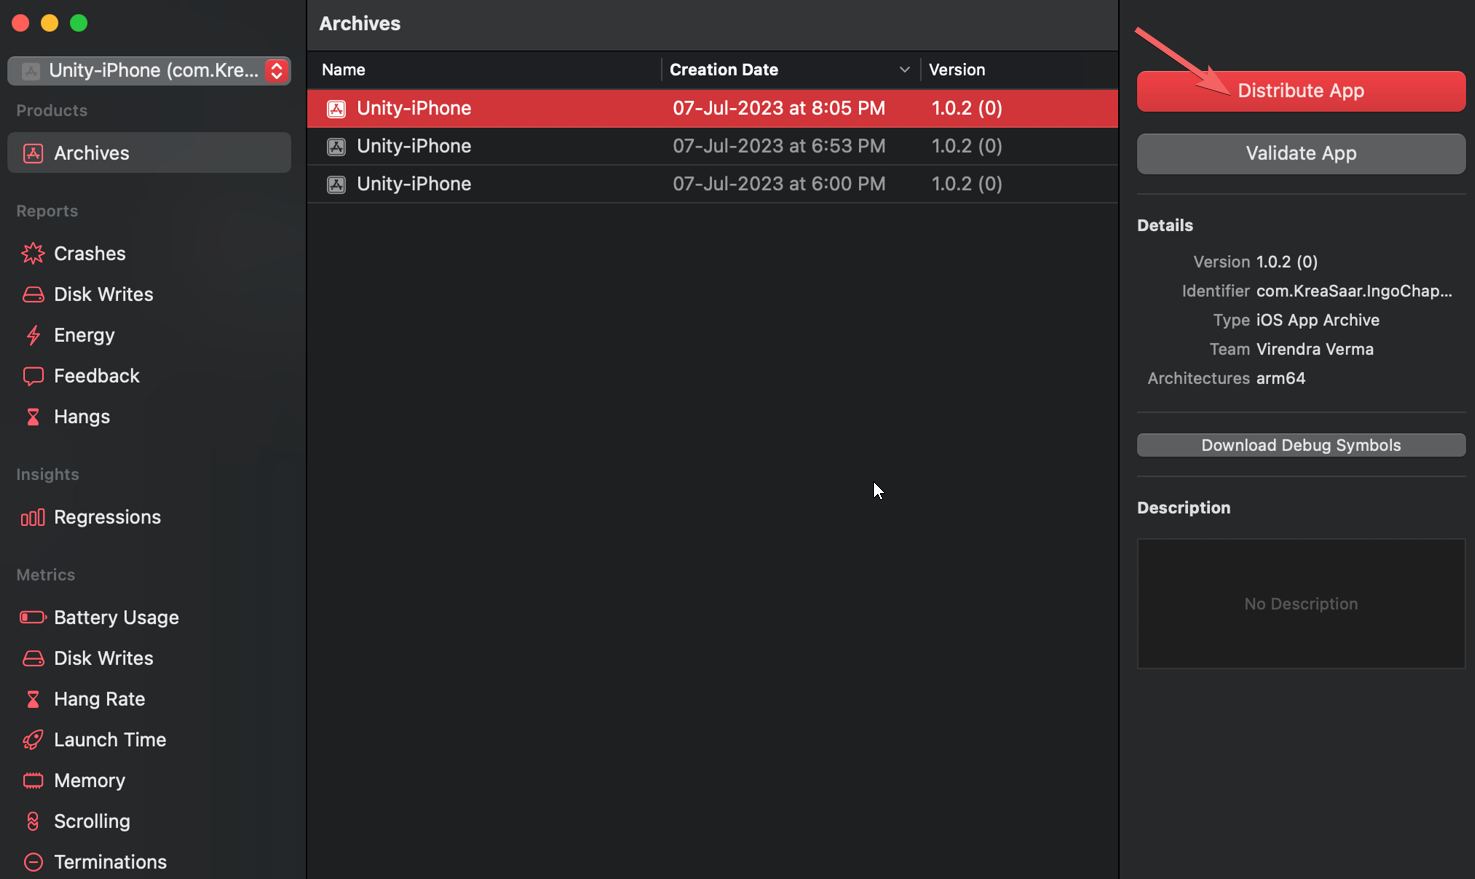 Unity-iPhone (com.Kre...
Products
Archives
Reports
Crashes
Disk Writes
Energy
Feedback
Hangs
Insights
Regressions
Metrics
Battery Usage
Disk Writes
Hang Rate
Launch Time
Memory
Scrolling
Terminations
Archives
Name Creation Date Version
Unity-iPhone 07-Jul-2023 at 8:05 PM 1.0.2 (0)
Unity-iPhone 07-Jul-2023 at 6:53 PM 1.0.2 (0)
Unity-iPhone 07-Jul-2023 at 6:00 PM 1.0.2 (0)
Distribute App
Validate App
Details
Version 1.0.2 (0)
Identifier com.KreaSaar.IngoChap...
Type iOS App Archive
Team Virendra Verma
Architectures arm64
Download Debug Symbols
Description
No Description